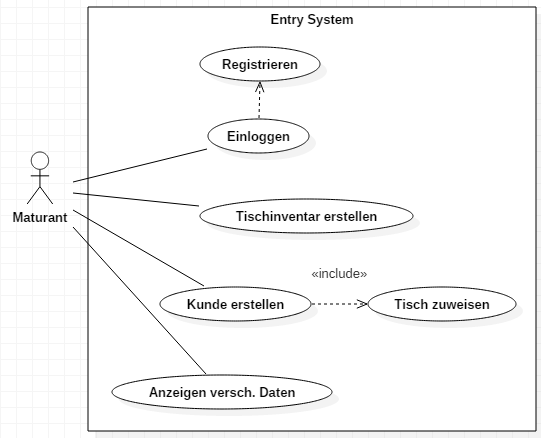 Entry System
Registrieren
Einloggen
Maturant
Tischinventar erstellen
«include»
Kunde erstellen
Tisch zuweisen
Anzeigen versch. Daten